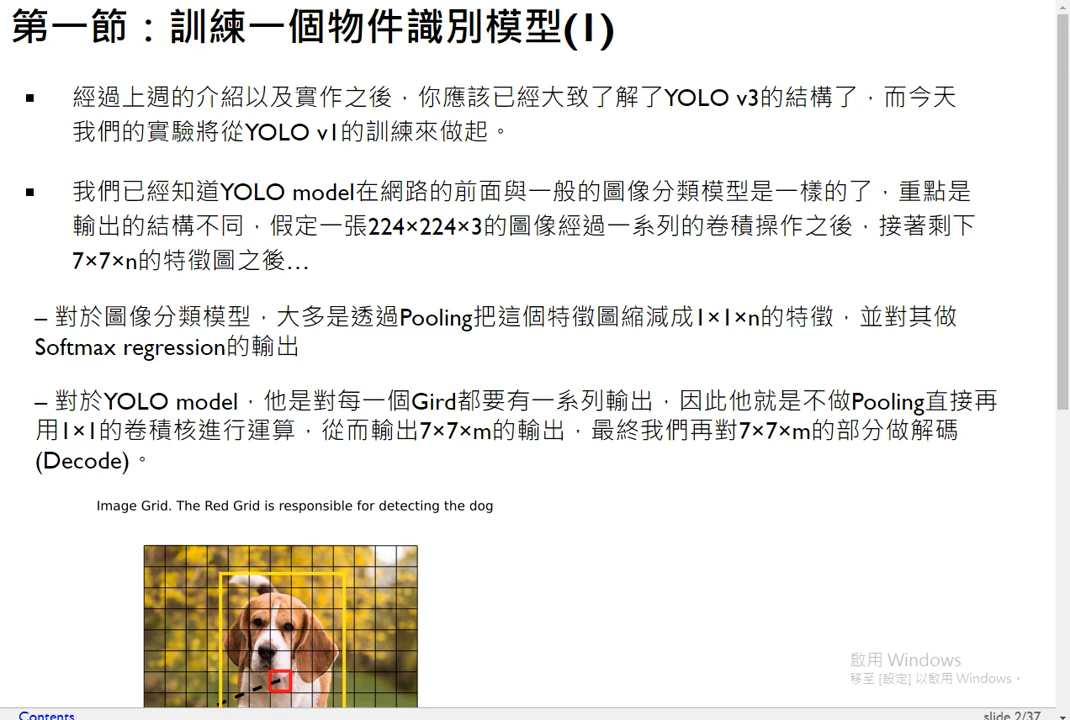 第一節：訓練一個物件識別模型(1)
經過上週的介紹以及實作之後，你應該已經大致了解了YOLO v3的結構了，而今天
我們的實驗將從YOLO v1的訓練來做起。
我們已經知道YOLO model在網路的前面與一般的圖像分類模型是一樣的了，重點是
輸出的結構不同，假定一張224×224×3的圖像經過一系列的卷積操作之後，接著剩下
7×7×n的特徵圖之後…
– 對於圖像分類模型，大多是透過Pooling把這個特徵圖縮減成1×1×n的特徵，並對其做
Softmax regression的輸出
– 對於YOLO model，他是對每一個Gird都要有一系列輸出，因此他就是不做Pooling直接再
用1×1的卷積核進行運算，從而輸出7×7×m的輸出，最終我們再對7×7×m的部分做解碼
(Decode)。
Image Grid. The Red Grid is responsible for detecting the dog
啟用 Windows
移至 [設定] 以啟用 Windows。
Contents
slide 2/37